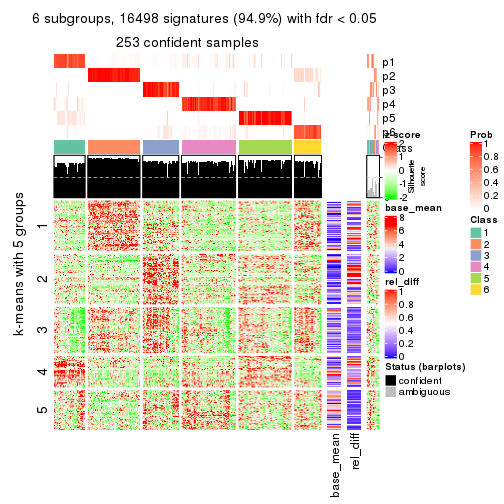 6 subgroups, 16498 signatures (94.9%) with fdr < 0.05
253 confident samples
p1
p2
p3
p4
p5
p6
Class
z-score
2
1
0
-1
-2
Silhouette
score
k-means with 5 groups
1
2
3
4
5
base_mean
rel_diff
base_mean
8
6
4
2
0
rel_diff
1
0.8
0.6
0.4
0.2
0
Status (barplots)
confident
ambiguous
Prob
1
0.8
0.6
0.4
0.2
0
Class
1
2
3
4
5
6